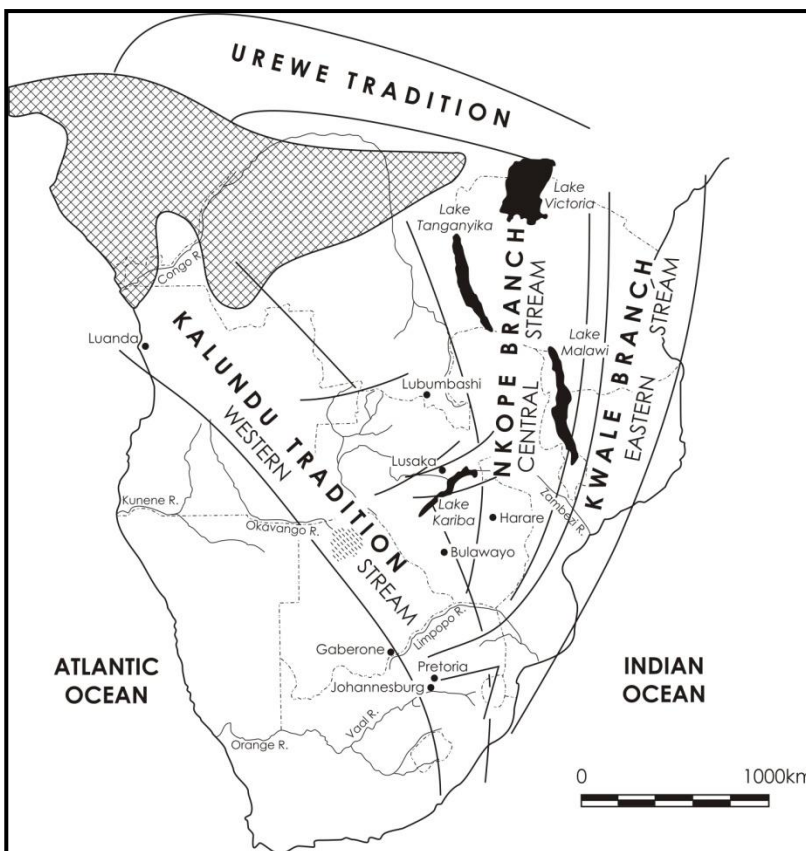 UREWE TRADITION
Lake
Victoria
Lake
Tanganyika
Congo R.
NKOPE BRANCH
CENTRAL STREAM
KWALE BRANCH
EASTERN STREAM
Luanda
KALUNDU TRADITION
WESTERN STREAM
Lake
Malawi
Lubumbashi
Lusaka
Lake
Kariba
Zambezi R.
Kunene R.
Okavango R.
Harare
Bulawayo
Limpopo R.
Gaberone
Pretoria
Johannesburg
ATLANTIC
OCEAN
INDIAN
OCEAN
Vaal R.
Orange R.
0 1000km